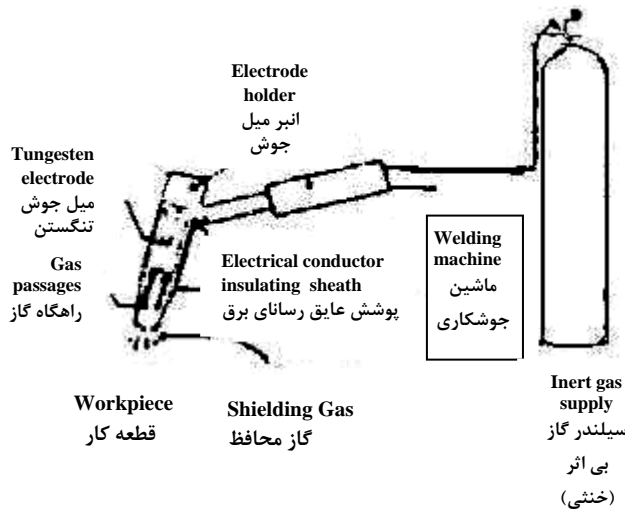 Electrode
holder
انبر میل
جوش
Tungsten
electrode
میل جوش
تنگستن
Gas
passages
راهگاه گاز
Electrical conductor
insulating sheath
پوشش عایق رسانای برق
Welding
machine
ماشین
جوشکاری
Workpiece
قطعه کار
Shielding Gas
گاز محافظ
Inert gas
supply
سیلندر گاز
بی اثر
(خنثی)